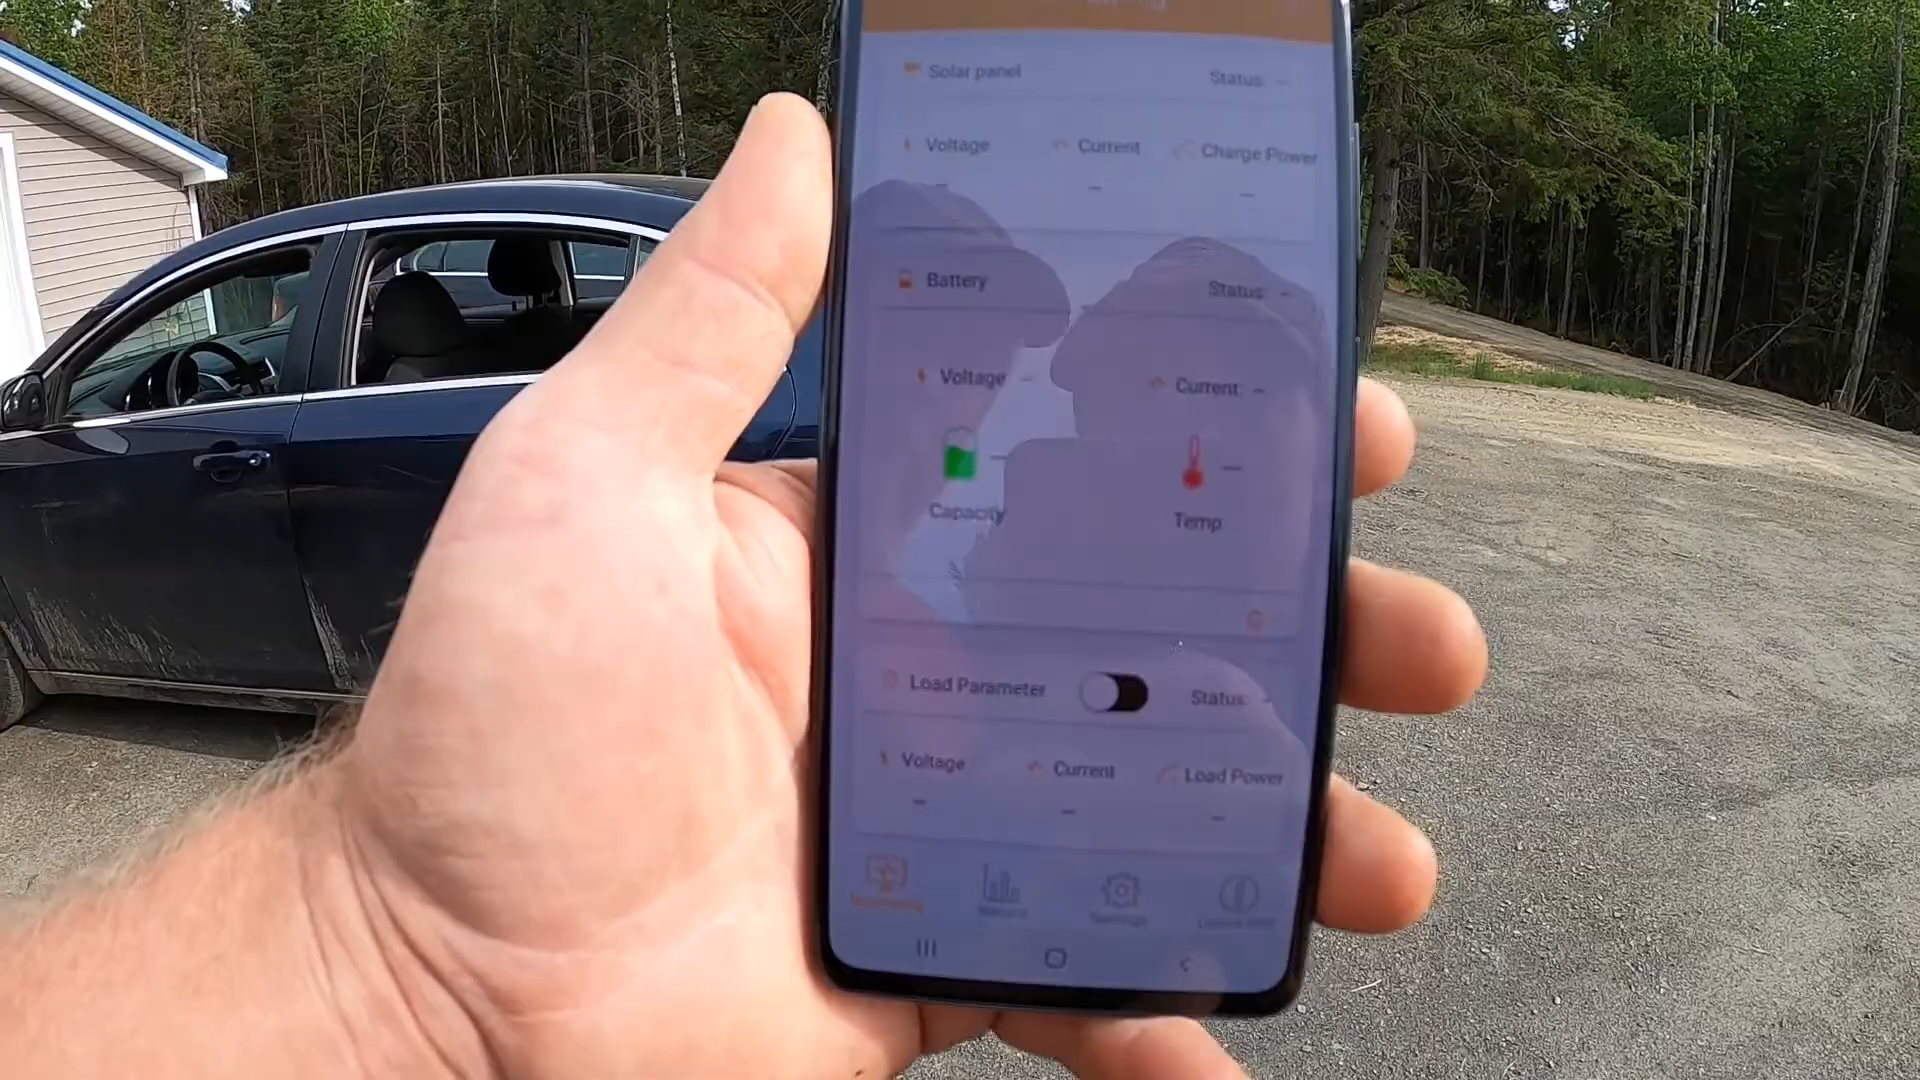 Solar panel Status: --
Voltage Current Charge Power
-- --
Battery Status: --
Voltage: -- Current: --
-- --
Capacity Temp
Load Parameter Status: --
Voltage Current Load Power
-- -- --
Settings